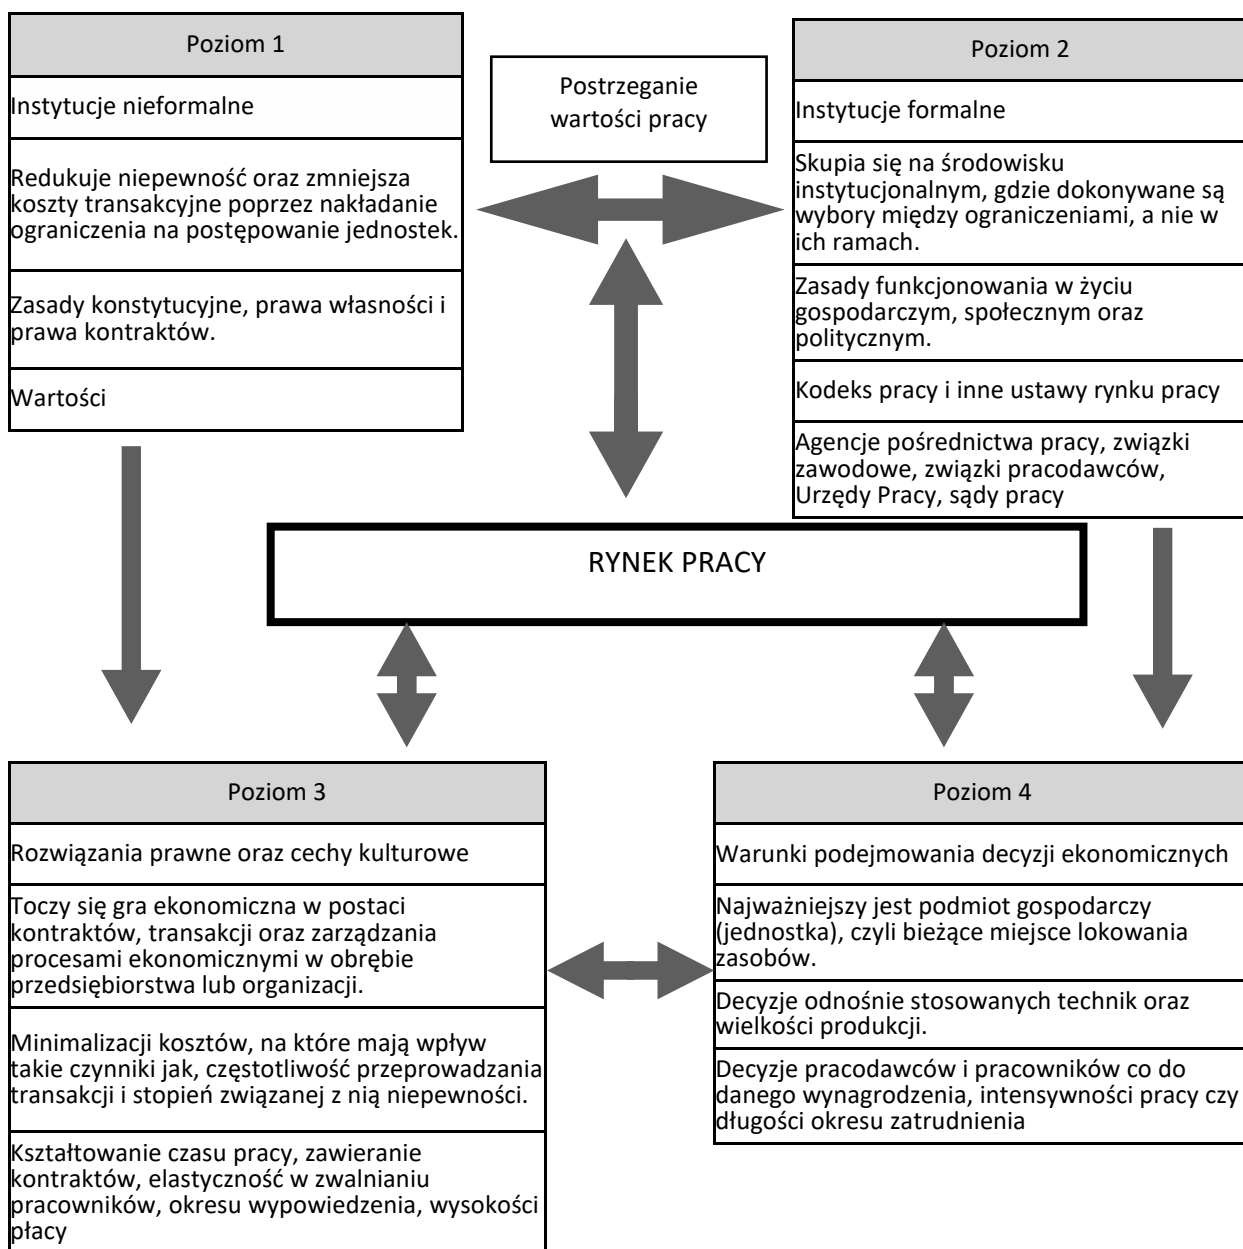 Poziom 1
Instytucje nieformalne
Redukuje niepewność oraz zmniejsza
koszty transakcyjne poprzez nakładanie
ograniczenia na postępowanie jednostek.
Zasady konstytucyjne, prawa własności i
prawa kontraktów.
Wartości
Postrzeganie
wartości pracy
Poziom 2
Instytucje formalne
Skupia się na środowisku
instytucjonalnym, gdzie dokonywane są
wybory między ograniczeniami, a nie w
ich ramach.
Zasady funkcjonowania w życiu
gospodarczym, społecznym oraz
politycznym.
Kodeks pracy i inne ustawy rynku pracy
Agencje pośrednictwa pracy, związki
zawodowe, związki pracodawców,
Urzędy Pracy, sądy pracy
RYNEK PRACY
Poziom 3
Rozwiązania prawne oraz cechy kulturowe
Toczy się gra ekonomiczna w postaci
kontraktów, transakcji oraz zarządzania
procesami ekonomicznymi w obrębie
przedsiębiorstwa lub organizacji.
Minimalizacji kosztów, na które mają wpływ
takie czynniki jak, częstotliwość przeprowadzania
transakcji i stopień związanej z nią niepewności.
Kształtowanie czasu pracy, zawieranie
kontraktów, elastyczność w zwalnianiu
pracowników, okresu wypowiedzenia, wysokości
płacy
Poziom 4
Warunki podejmowania decyzji ekonomicznych
Najważniejszy jest podmiot gospodarczy
(jednostka), czyli bieżące miejsce lokowania
zasobów.
Decyzje odnośnie stosowanych technik oraz
wielkości produkcji.
Decyzje pracodawców i pracowników co do
danego wynagrodzenia, intensywności pracy czy
długości okresu zatrudnienia